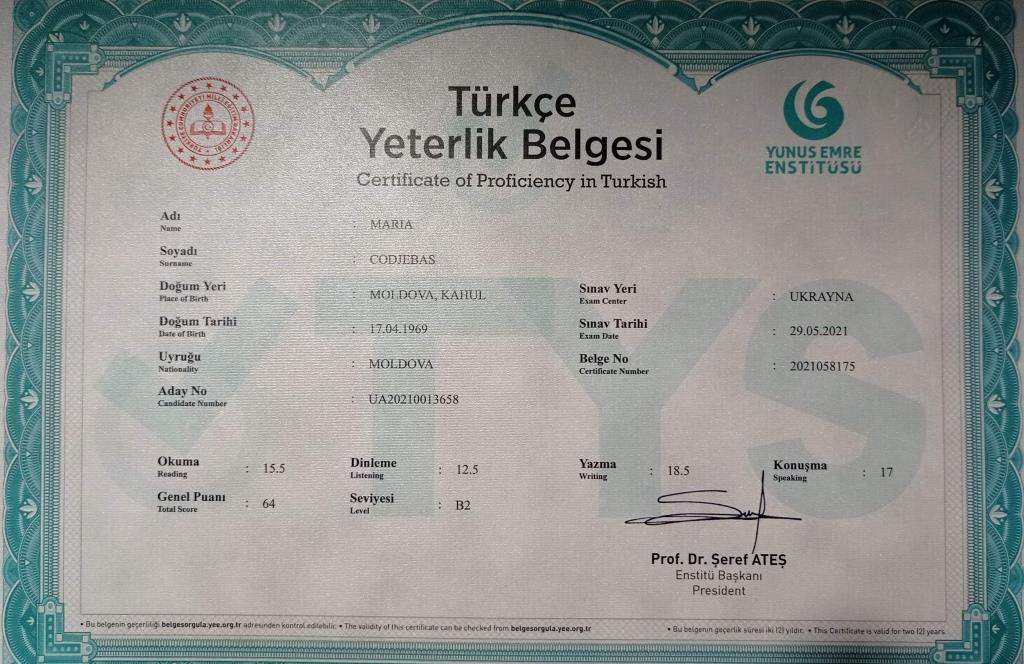 Türkçe
Yeterlik Belgesi
Certificate of Proficiency in Turkish
YUNUS EMRE
ENSTİTÜSÜ
Adı : MARIA
Name
Soyadı : CODJEBAS
Surname
Doğum Yeri : MOLDOVA, KAHUL
Place of Birth
Sınav Yeri : UKRAYNA
Exam Center
Doğum Tarihi : 17.04.1969
Date of Birth
Sınav Tarihi : 29.05.2021
Exam Date
Uyruğu : MOLDOVA
Nationality
Belge No : 2021058175
Certificate Number
Aday No : UA20210013658
Candidate Number
Okuma : 15.5
Reading
Dinleme : 12.5
Listening
Yazma : 18.5
Writing
Konuşma : 17
Speaking
Genel Puanı : 64
Total Score
Seviyesi : B2
Level
TYS
Prof. Dr. Şeref ATEŞ
Enstitü Başkanı
President
• Bu belgenin geçerliliği belgesorgula.yee.org.tr adresinden kontrol edilebilir. • The validity of this certificate can be checked from belgesorgula.yee.org.tr
• Bu belgenin geçerlik süresi iki (2) yıldır. • This Certificate is valid for two (2) years.